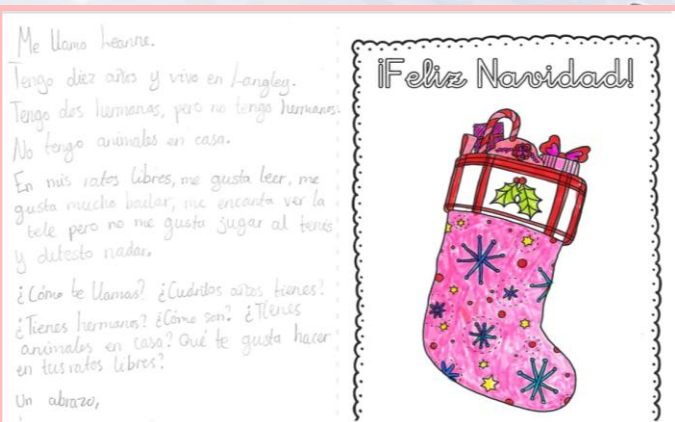 Me llamo Leanne.
Tengo diez años y vivo en Langley.
Tengo dos hermanas, pero no tengo hermanos.
No tengo animales en casa.
En mis ratos libres, me gusta leer, me
gusta mucho bailar, me encanta ver la
tele pero no me gusta jugar al tenis
y detesto nadar.
¿Cómo te llamas? ¿Cuántos años tienes?
¿Tienes hermanos? ¿Cómo son? ¿Tienes
animales en casa? Qué te gusta hacer
en tus ratos libres?
Un abrazo,
¡Feliz Navidad!